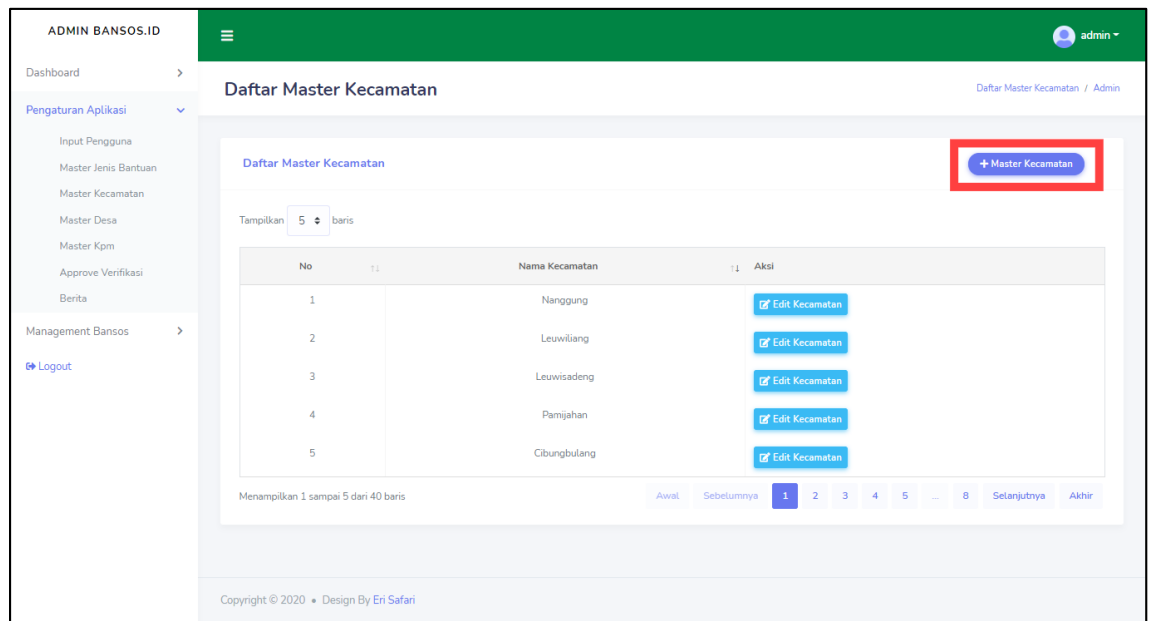 ADMIN BANSOS.ID
admin
Dashboard
Pengaturan Aplikasi
Input Pengguna
Master Jenis Bantuan
Master Kecamatan
Master Desa
Master Kpm
Approve Verifikasi
Berita
Management Bansos
Logout
Daftar Master Kecamatan
Daftar Master Kecamatan / Admin
Daftar Master Kecamatan
+ Master Kecamatan
Tampilkan 5 baris
No Nama Kecamatan Aksi
1 Nanggung Edit Kecamatan
2 Leuwiliang Edit Kecamatan
3 Leuwisadeng Edit Kecamatan
4 Pamijahan Edit Kecamatan
5 Cibungbulang Edit Kecamatan
Menampilkan 1 sampai 5 dari 40 baris
Awal Sebelumnya 1 2 3 4 5 ... 8 Selanjutnya Akhir
Copyright © 2020 • Design By Eri Safari